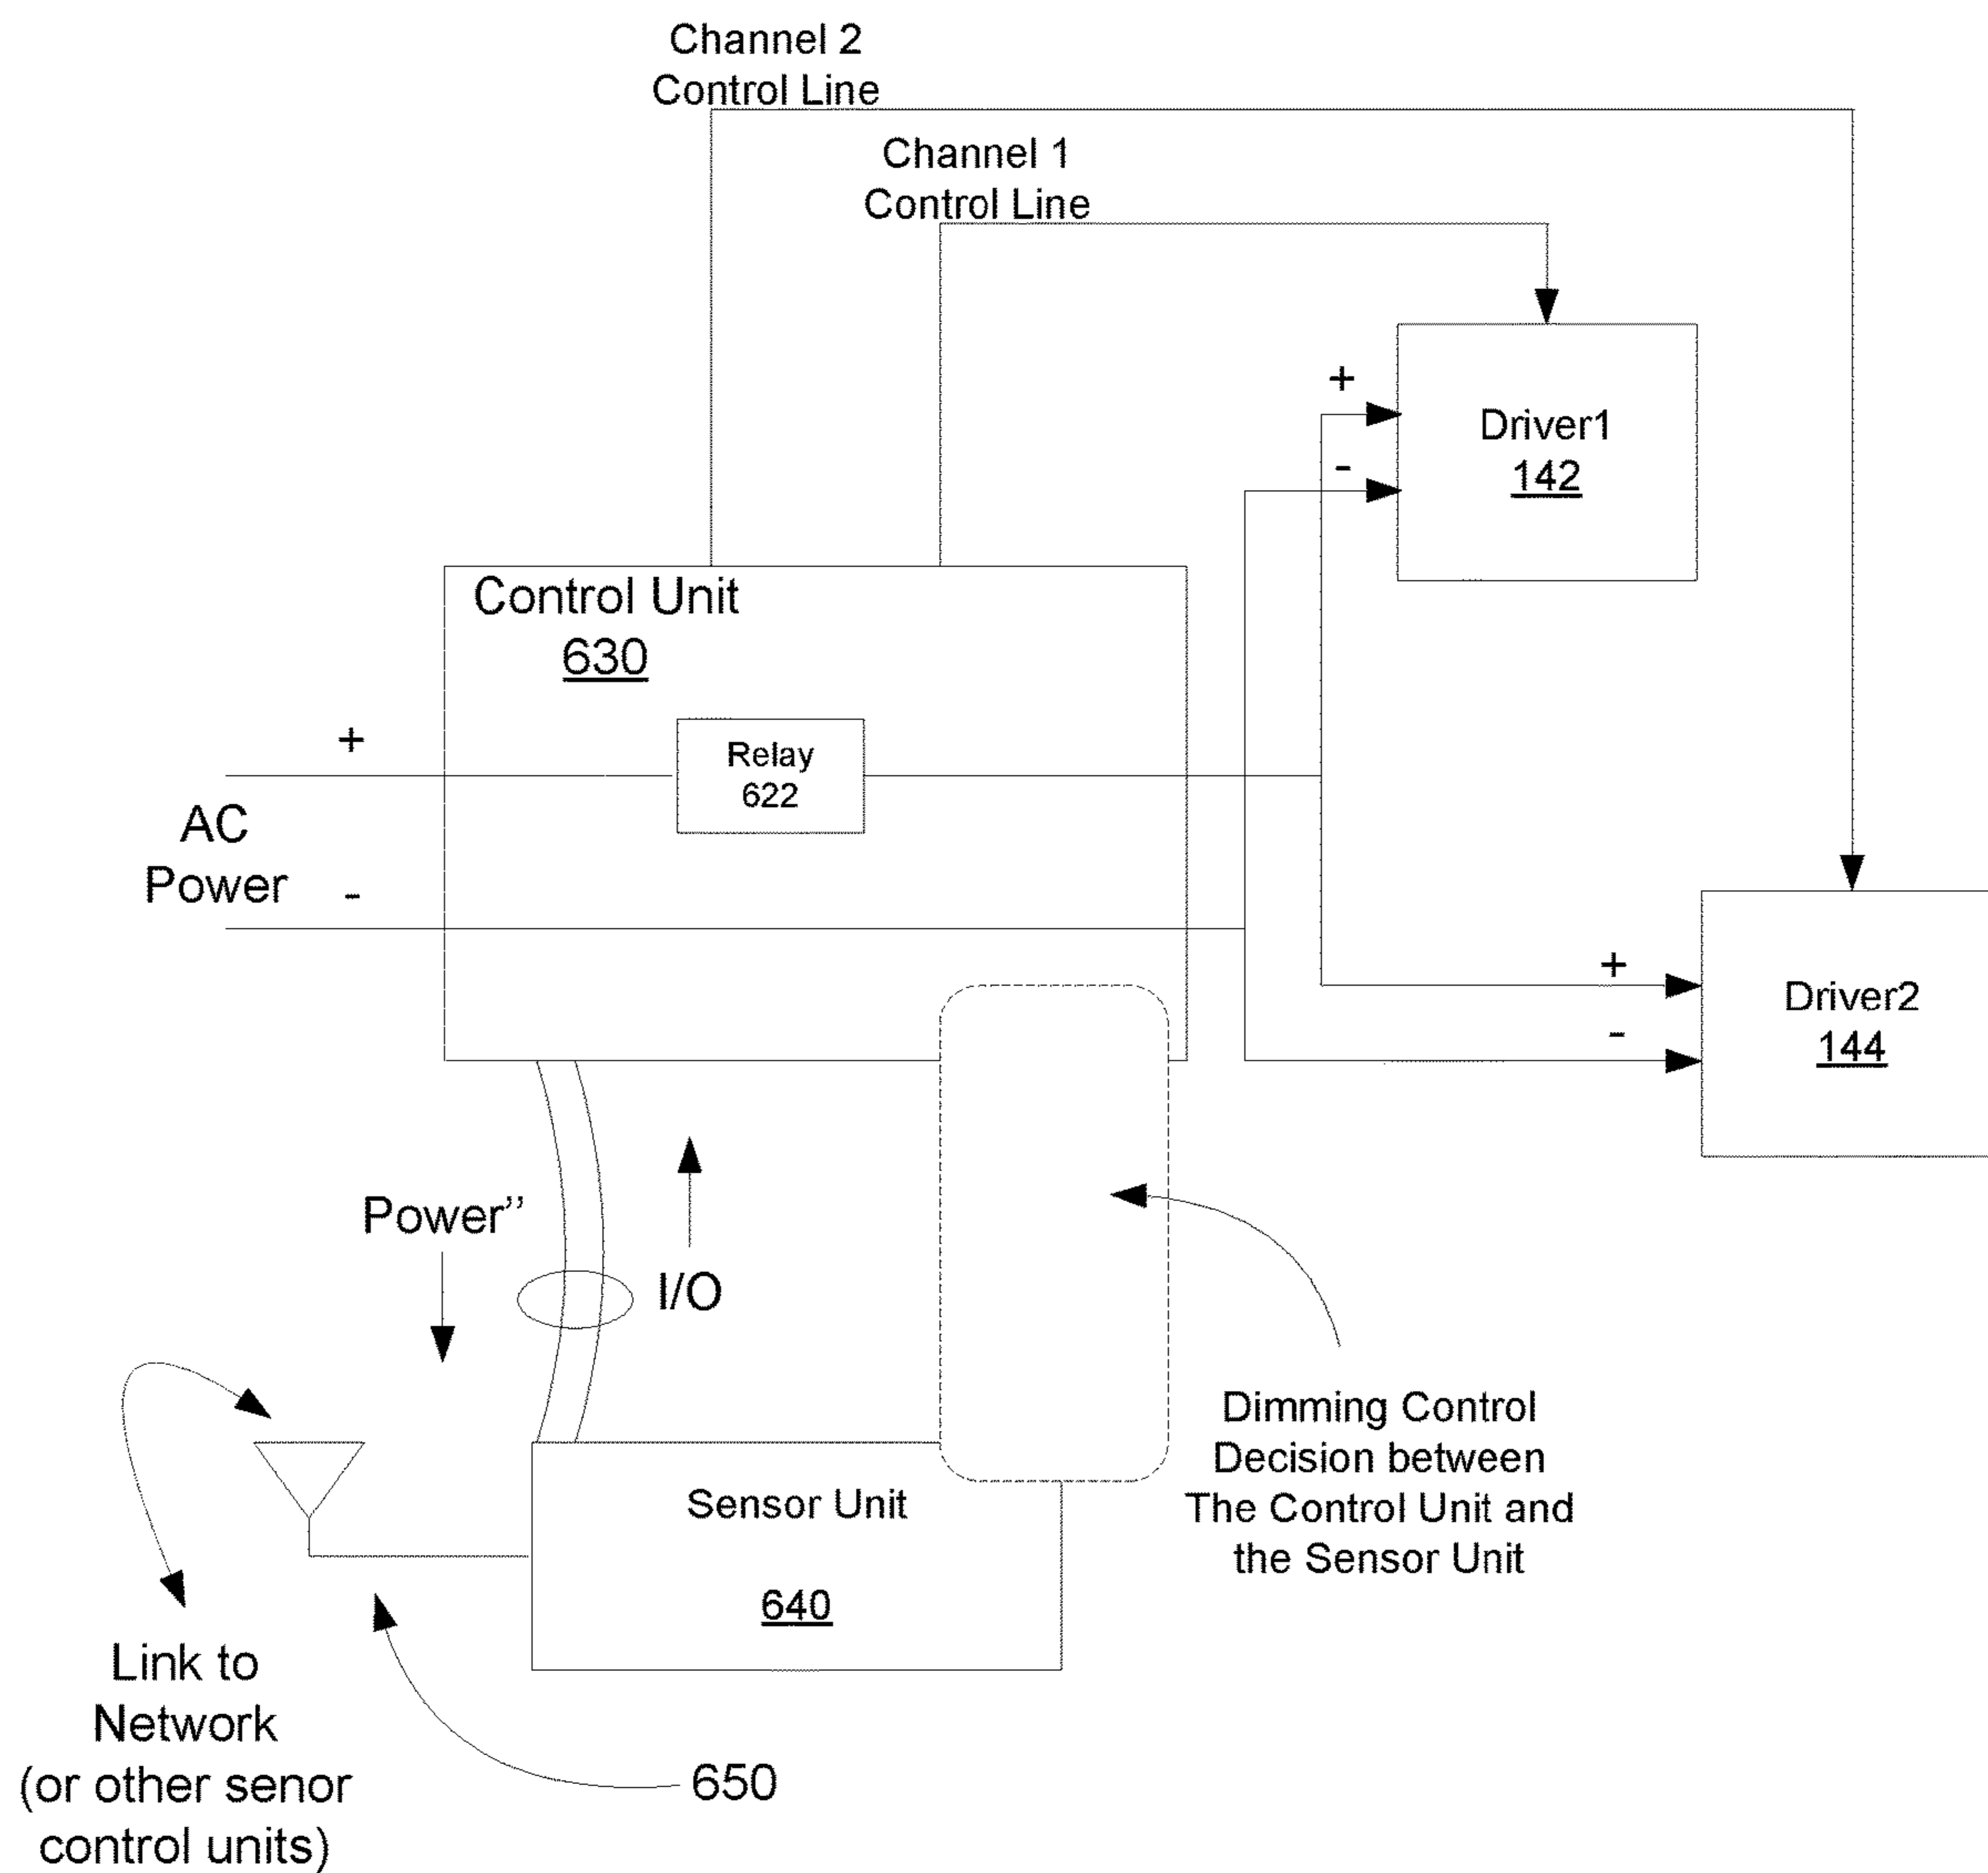 Channel 2
Control Line
Channel 1
Control Line
+
-
Driver1
142
Control Unit
630
+
Relay
622
AC
Power
-
+
-
Driver2
144
Power’’
I/O
Dimming Control
Decision between
The Control Unit and
the Sensor Unit
Sensor Unit
640
Link to
Network
(or other senor
control units)
650